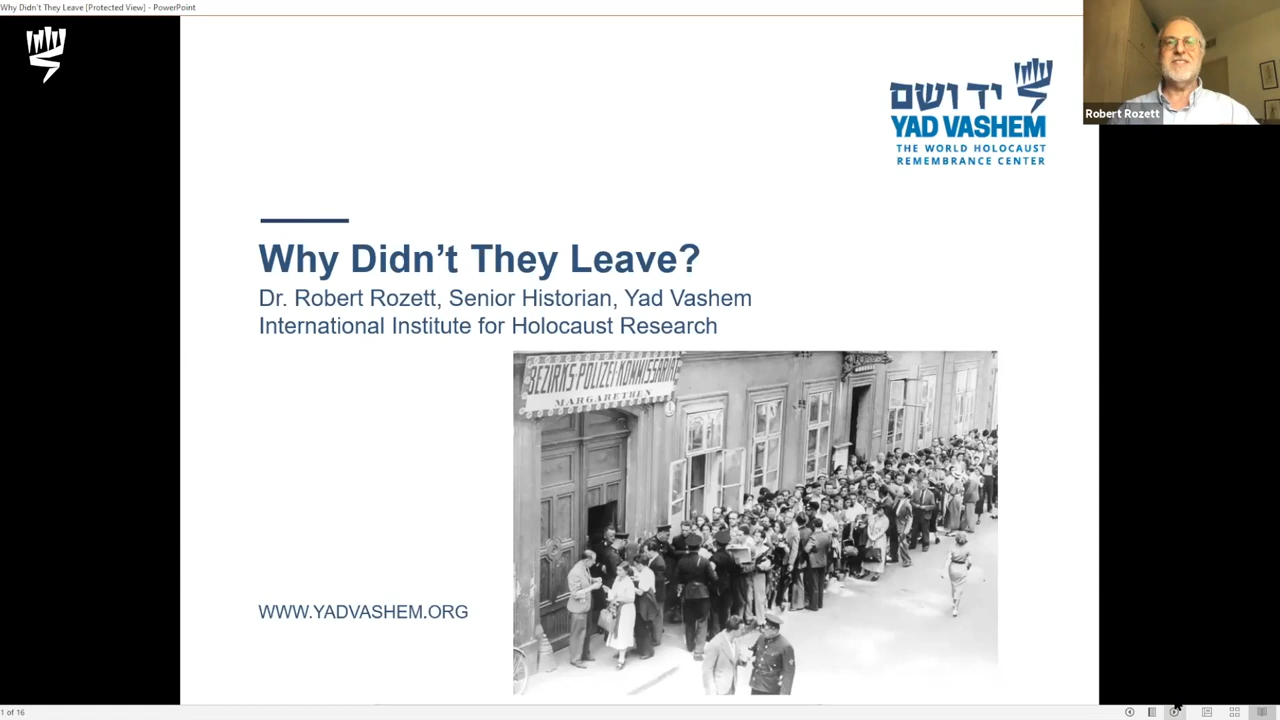 Why Didn't They Leave [Protected View] - PowerPoint
יד ושם
YAD VASHEM
THE WORLD HOLOCAUST
REMEMBRANCE CENTER
Robert Rozett
Why Didn’t They Leave?
Dr. Robert Rozett, Senior Historian, Yad Vashem
International Institute for Holocaust Research
BEZIRKS-POLIZEI-KOMMISSARIAT
MARGARETHEN
WWW.YADVASHEM.ORG
1 of 16